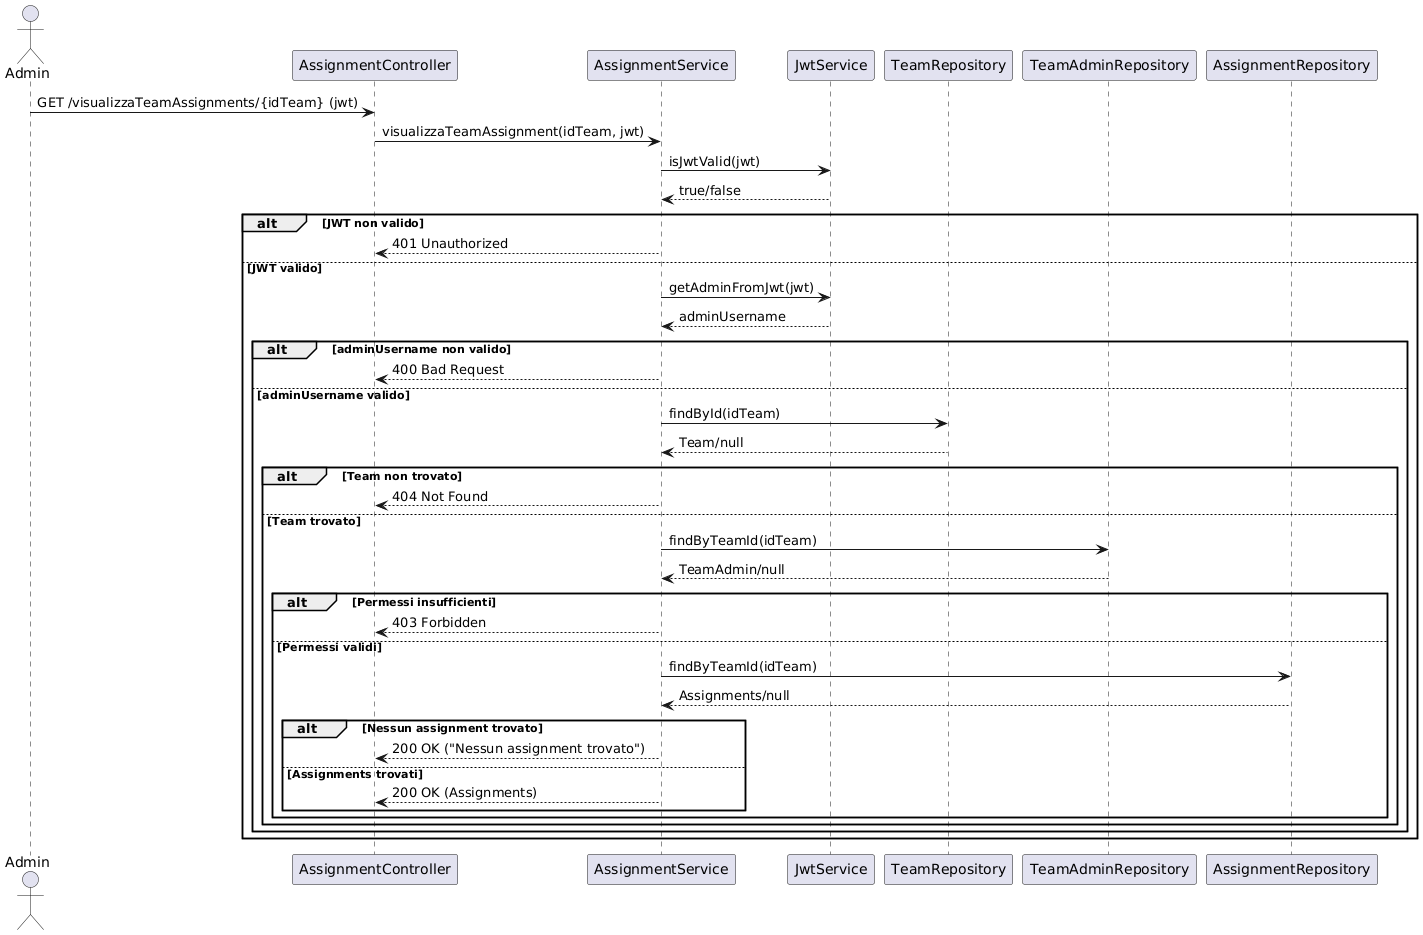 Admin
AssignmentController
AssignmentService
JwtService
TeamRepository
TeamAdminRepository
AssignmentRepository
GET /visualizzaTeamAssignments/{idTeam} (jwt)
visualizzaTeamAssignment(idTeam, jwt)
isJwtValid(jwt)
true/false
alt [JWT non valido]
401 Unauthorized
[JWT valido]
getAdminFromJwt(jwt)
adminUsername
alt [adminUsername non valido]
400 Bad Request
[adminUsername valido]
findById(idTeam)
Team/null
alt [Team non trovato]
404 Not Found
[Team trovato]
findByTeamId(idTeam)
TeamAdmin/null
alt [Permessi insufficienti]
403 Forbidden
[Permessi validi]
findByTeamId(idTeam)
Assignments/null
alt [Nessun assignment trovato]
200 OK ("Nessun assignment trovato")
[Assignments trovati]
200 OK (Assignments)
Admin
AssignmentController
AssignmentService
JwtService
TeamRepository
TeamAdminRepository
AssignmentRepository